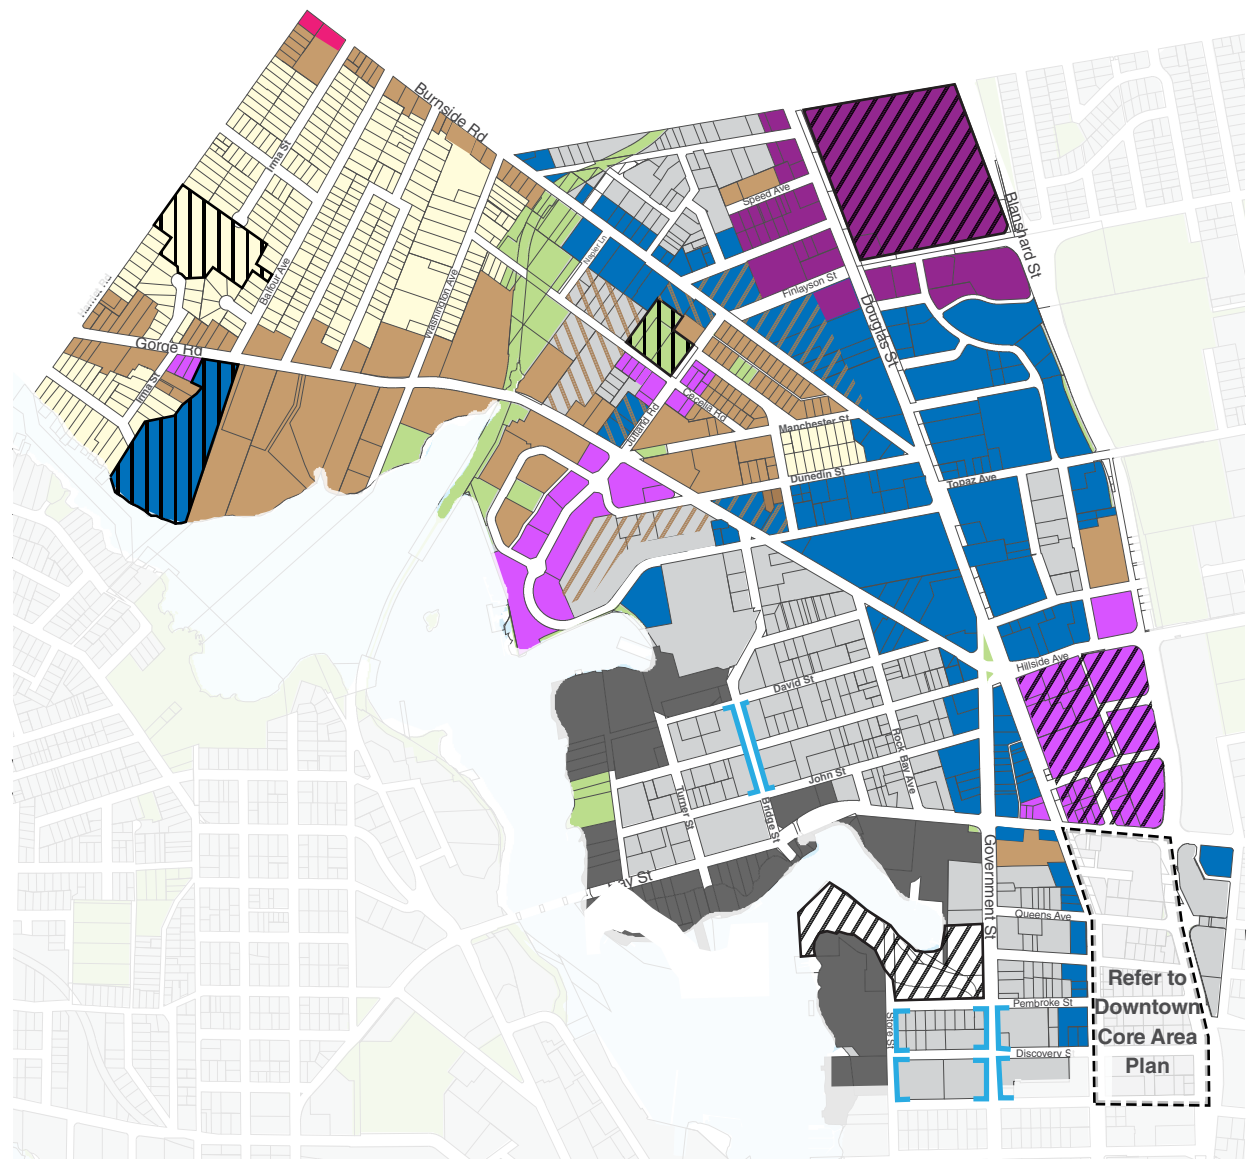 Burnside Rd
Irma St
Speed Ave
Blanshard St
Napier Ln
Balfour Ave
Washington Ave
Finlayson St
Douglas St
Gorge Rd
Irma St
Cecelia Rd
Jutland Rd
Manchester St
Dunedin St
Topaz Ave
Hillside Ave
David St
Rock Bay Ave
John St
Turner St
Bridge St
Government St
Queens Ave
Refer to
Downtown
Core Area
Plan
Pembroke St
Store St
Discovery S